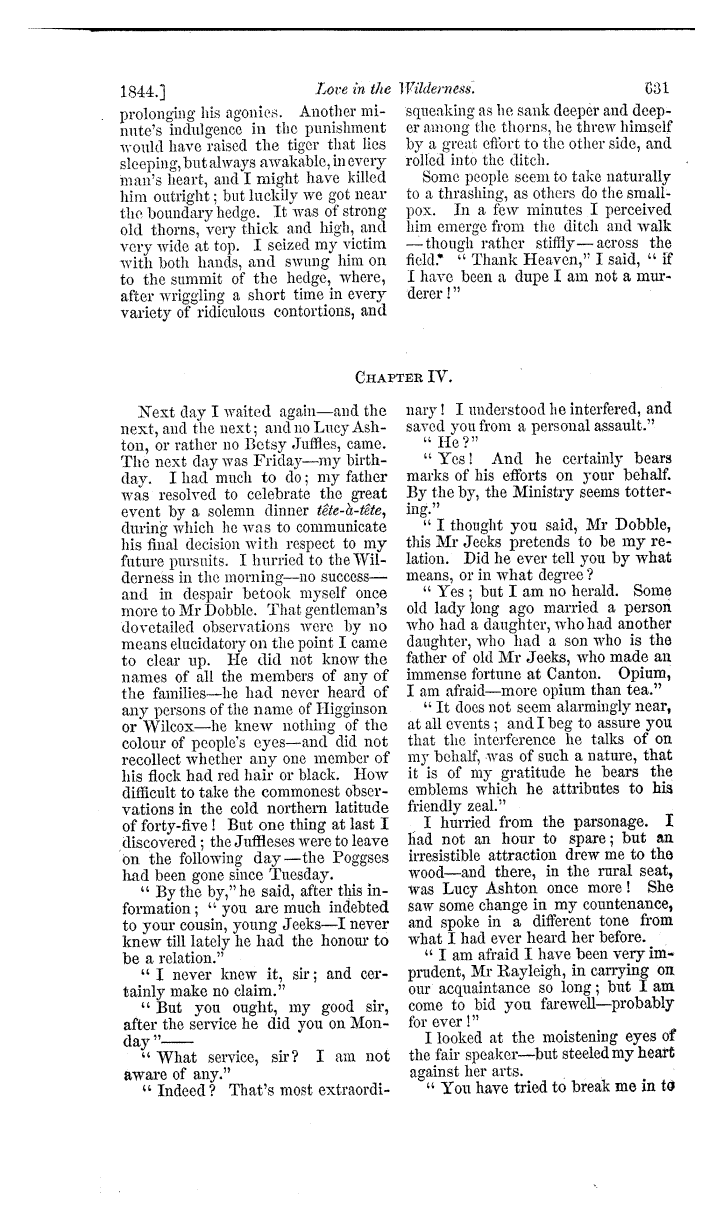 1844.] Love in the Wilderness. 631
prolonging his agonies. Another mi-
nute's indulgence in the punishment
would have raised the tiger that lies
sleeping, but always awakable, in every
man's heart, and I might have killed
him outright; but luckily we got near
the boundary hedge. It was of strong
old thorns, very thick and high, and
very wide at top. I seized my victim
with both hands, and swung him on
to the summit of the hedge, where,
after wriggling a short time in every
variety of ridiculous contortions, and
squeaking as he sank deeper and deep-
er among the thorns, he threw himself
by a great effort to the other side, and
rolled into the ditch.
Some people seem to take naturally
to a thrashing, as others do the small-
pox. In a few minutes I perceived
him emerge from the ditch and walk
—though rather stiffly—across the
field. “ Thank Heaven,” I said, “ if
I have been a dupe I am not a mur-
derer !”
CHAPTER IV.
Next day I waited again—and the
next, and the next; and no Lucy Ash-
ton, or rather no Betsy Juffles, came.
The next day was Friday—my birth-
day. I had much to do; my father
was resolved to celebrate the great
event by a solemn dinner tête-à-tête,
during which he was to communicate
his final decision with respect to my
future pursuits. I hurried to the Wil-
derness in the morning—no success—
and in despair betook myself once
more to Mr Dobble. That gentleman's
dovetailed observations were by no
means elucidatory on the point I came
to clear up. He did not know the
names of all the members of any of
the families—he had never heard of
any persons of the name of Higginson
or Wilcox—he knew nothing of the
colour of people's eyes—and did not
recollect whether any one member of
his flock had red hair or black. How
difficult to take the commonest obser-
vations in the cold northern latitude
of forty-five ! But one thing at last I
discovered; the Juffleses were to leave
on the following day—the Poggses
had been gone since Tuesday.
“ By the by,” he said, after this in-
formation; “ you are much indebted
to your cousin, young Jeeks—I never
knew till lately he had the honour to
be a relation.”
“ I never knew it, sir; and cer-
tainly make no claim.”
“ But you ought, my good sir,
after the service he did you on Mon-
day ”——
“ What service, sir? I am not
aware of any.”
“ Indeed? That's most extraordi-
nary! I understood he interfered, and
saved you from a personal assault.”
“ He?”
“ Yes! And he certainly bears
marks of his efforts on your behalf.
By the by, the Ministry seems totter-
ing.”
“ I thought you said, Mr Dobble,
this Mr Jeeks pretends to be my re-
lation. Did he ever tell you by what
means, or in what degree?
“ Yes; but I am no herald. Some
old lady long ago married a person
who had a daughter, who had another
daughter, who had a son who is the
father of old Mr Jeeks, who made an
immense fortune at Canton. Opium,
I am afraid—more opium than tea.”
“ It does not seem alarmingly near,
at all events; and I beg to assure you
that the interference he talks of on
my behalf, was of such a nature, that
it is of my gratitude he bears the
emblems which he attributes to his
friendly zeal.”
I hurried from the parsonage. I
had not an hour to spare; but an
irresistible attraction drew me to the
wood—and there, in the rural seat,
was Lucy Ashton once more! She
saw some change in my countenance,
and spoke in a different tone from
what I had ever heard her before.
“ I am afraid I have been very im-
prudent, Mr Rayleigh, in carrying on
our acquaintance so long; but I am
come to bid you farewell—probably
for ever!”
I looked at the moistening eyes of
the fair speaker—but steeled my heart
against her arts.
“ You have tried to break me in to